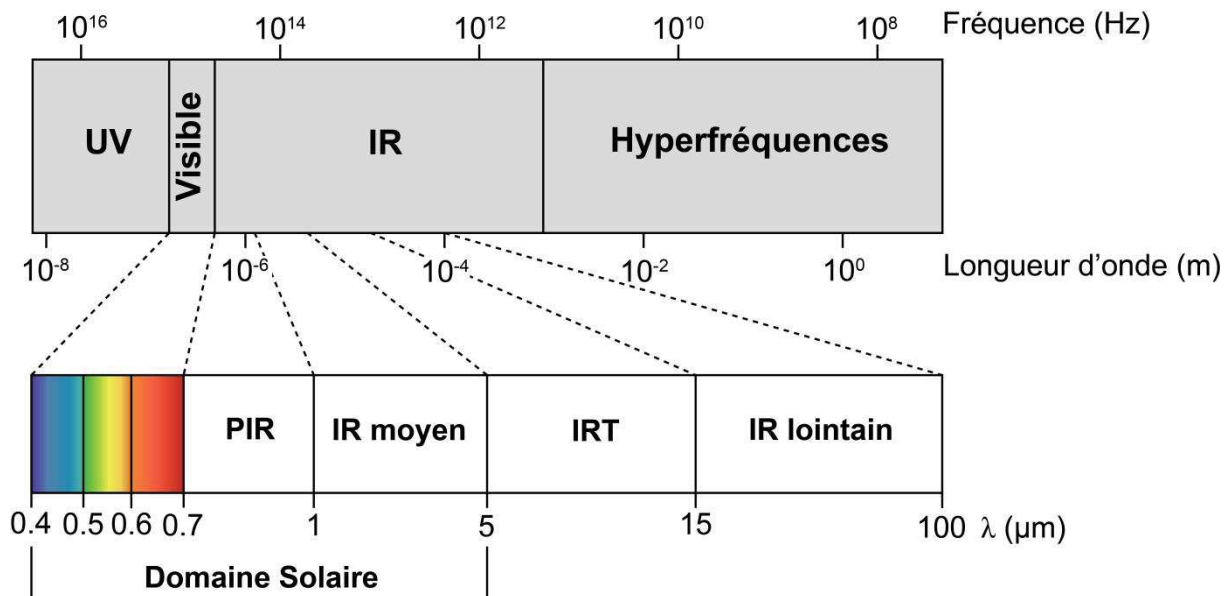 10¹⁶ 10¹⁴ 10¹² 10¹⁰ 10⁸ Fréquence (Hz)
UV Visible IR Hyperfréquences
10⁻⁸ 10⁻⁶ 10⁻⁴ 10⁻² 10⁰ Longueur d'onde (m)
PIR IR moyen IRT IR lointain
0.4 0.5 0.6 0.7 1 5 15 100 λ (µm)
Domaine Solaire